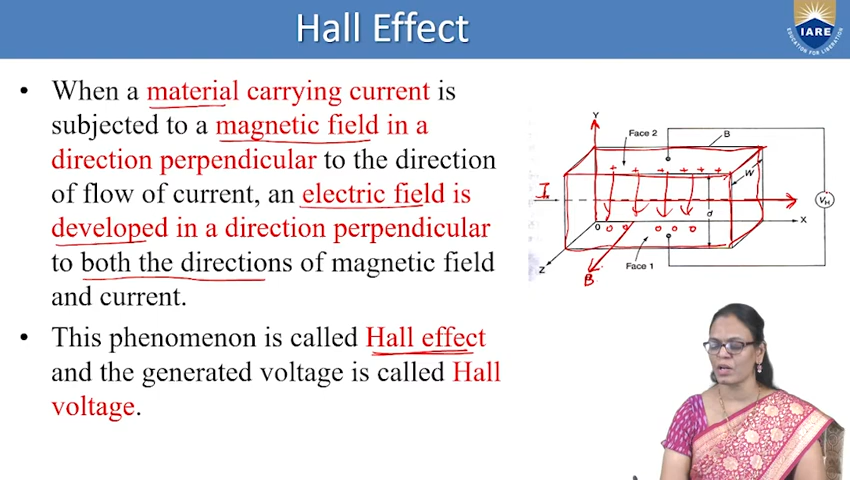 Hall Effect
IARE
EDUCATION FOR LIBERATION
• When a material carrying current is
subjected to a magnetic field in a
direction perpendicular to the direction
of flow of current, an electric field is
developed in a direction perpendicular
to both the directions of magnetic field
and current.
• This phenomenon is called Hall effect
and the generated voltage is called Hall
voltage.
Y
Face 2
B
+ + + + + +
W
I
d
VH
0
X
Z
Face 1
B